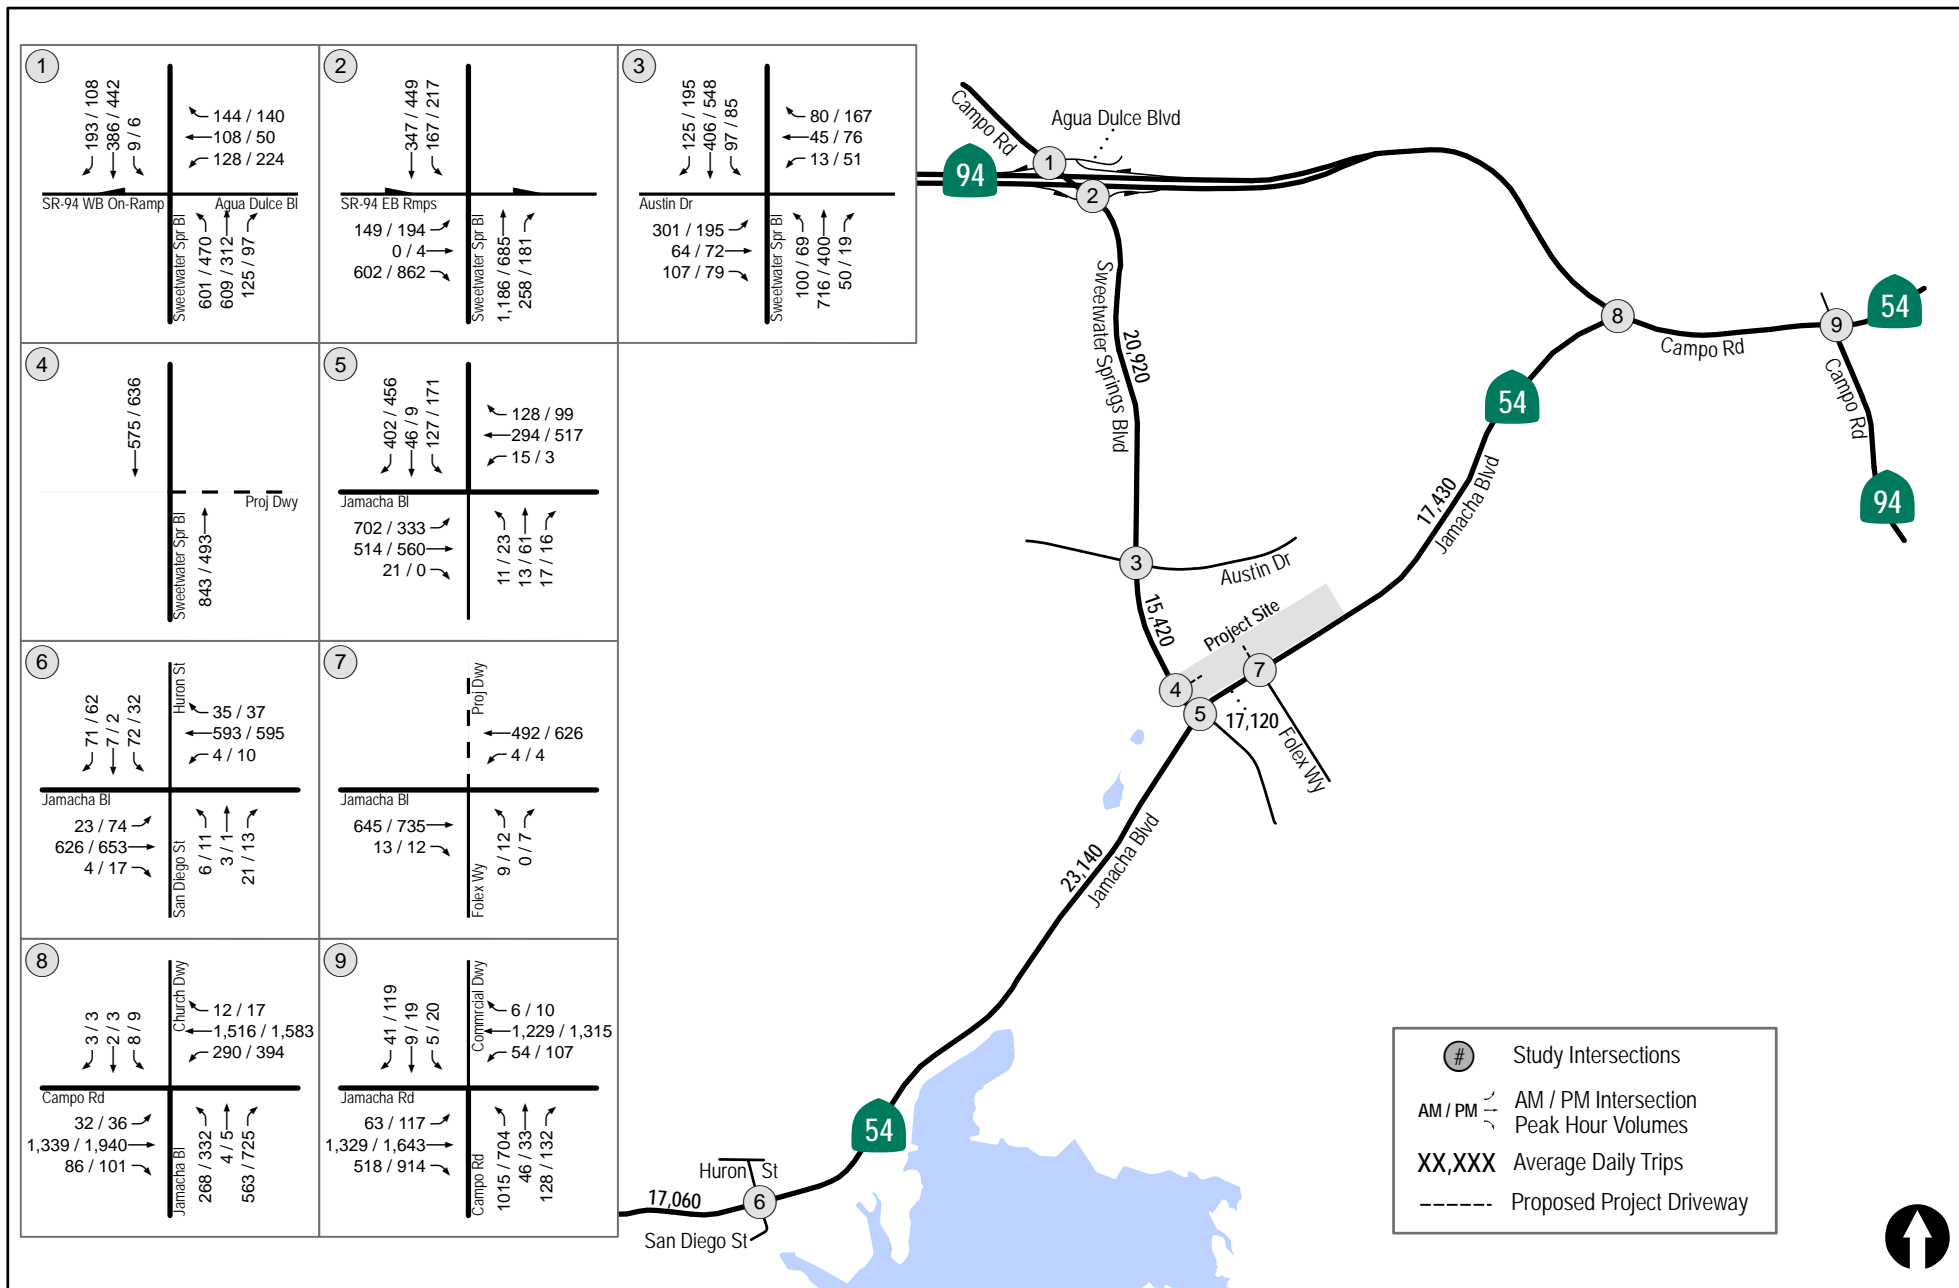 1
193 / 108
386 / 442
9 / 6
144 / 140
108 / 50
128 / 224
SR-94 WB On-Ramp
Agua Dulce Bl
Sweetwater Spr Bl
601 / 470
609 / 312
125 / 97
2
347 / 449
167 / 217
SR-94 EB Rmps
149 / 194
0 / 4
602 / 862
Sweetwater Spr Bl
1,186 / 685
258 / 181
3
125 / 195
406 / 548
97 / 85
80 / 167
45 / 76
13 / 51
Austin Dr
301 / 195
64 / 72
107 / 79
Sweetwater Spr Bl
100 / 69
716 / 400
50 / 19
4
575 / 636
Proj Dwy
Sweetwater Spr Bl
843 / 493
5
402 / 456
46 / 9
127 / 171
128 / 99
294 / 517
15 / 3
Jamacha Bl
702 / 333
514 / 560
21 / 0
11 / 23
13 / 61
17 / 16
6
71 / 62
7 / 2
72 / 32
Huron St
35 / 37
593 / 595
4 / 10
Jamacha Bl
23 / 74
626 / 653
4 / 17
San Diego St
6 / 11
3 / 1
21 / 13
7
Proj Dwy
492 / 626
4 / 4
Jamacha Bl
645 / 735
13 / 12
Folex Wy
9 / 12
0 / 7
8
3 / 3
2 / 3
8 / 9
Church Dwy
12 / 17
1,516 / 1,583
290 / 394
Campo Rd
32 / 36
1,339 / 1,940
86 / 101
Jamacha Bl
268 / 332
4 / 5
563 / 725
9
41 / 119
9 / 19
5 / 20
Commrcial Dwy
6 / 10
1,229 / 1,315
54 / 107
Jamacha Rd
63 / 117
1,329 / 1,643
518 / 914
Campo Rd
1015 / 704
46 / 33
128 / 132
Campo Rd
Agua Dulce Blvd
94
1
2
Sweetwater Springs Blvd
20,920
8
Campo Rd
9
54
Campo Rd
94
54
17,430
Jamacha Blvd
3
Austin Dr
15,420
Project Site
4
5
7
17,120
Folex Wy
23,140
Jamacha Blvd
54
Huron St
17,060
6
San Diego St
# Study Intersections
AM / PM AM / PM Intersection
Peak Hour Volumes
XX,XXX Average Daily Trips
Proposed Project Driveway